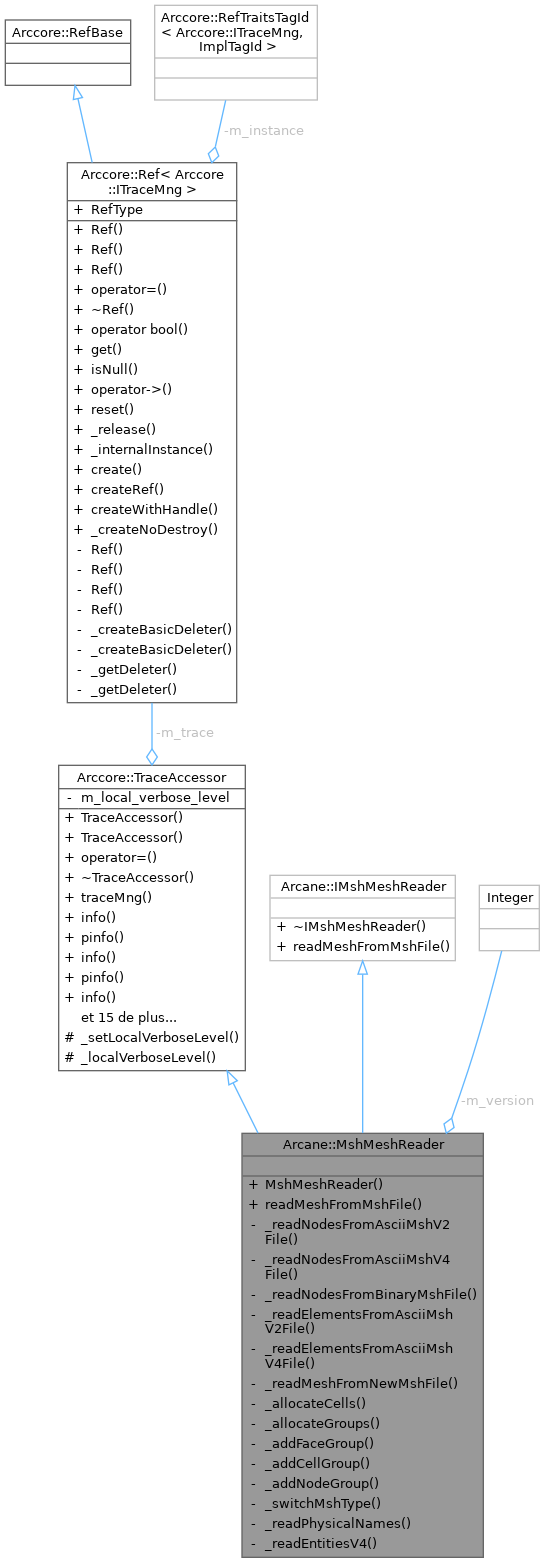 Arccore::RefBase
Arccore::RefTraitsTagId
< Arccore::ITraceMng,
ImplTagId >
-m_instance
Arccore::Ref< Arccore
::ITraceMng >
+ RefType
+ Ref()
+ Ref()
+ Ref()
+ operator=()
+ ~Ref()
+ operator bool()
+ get()
+ isNull()
+ operator->()
+ reset()
+ _release()
+ _internalInstance()
+ create()
+ createRef()
+ createWithHandle()
+ _createNoDestroy()
- Ref()
- Ref()
- Ref()
- Ref()
- _createBasicDeleter()
- _createBasicDeleter()
- _getDeleter()
- _getDeleter()
-m_trace
Arccore::TraceAccessor
- m_local_verbose_level
+ TraceAccessor()
+ TraceAccessor()
+ operator=()
+ ~TraceAccessor()
+ traceMng()
+ info()
+ pinfo()
+ info()
+ pinfo()
+ info()
et 15 de plus...
# _setLocalVerboseLevel()
# _localVerboseLevel()
Arcane::IMshMeshReader
+ ~IMshMeshReader()
+ readMeshFromMshFile()
Integer
-m_version
Arcane::MshMeshReader
+ MshMeshReader()
+ readMeshFromMshFile()
- _readNodesFromAsciiMshV2
File()
- _readNodesFromAsciiMshV4
File()
- _readNodesFromBinaryMshFile()
- _readElementsFromAsciiMsh
V2File()
- _readElementsFromAsciiMsh
V4File()
- _readMeshFromNewMshFile()
- _allocateCells()
- _allocateGroups()
- _addFaceGroup()
- _addCellGroup()
- _addNodeGroup()
- _switchMshType()
- _readPhysicalNames()
- _readEntitiesV4()